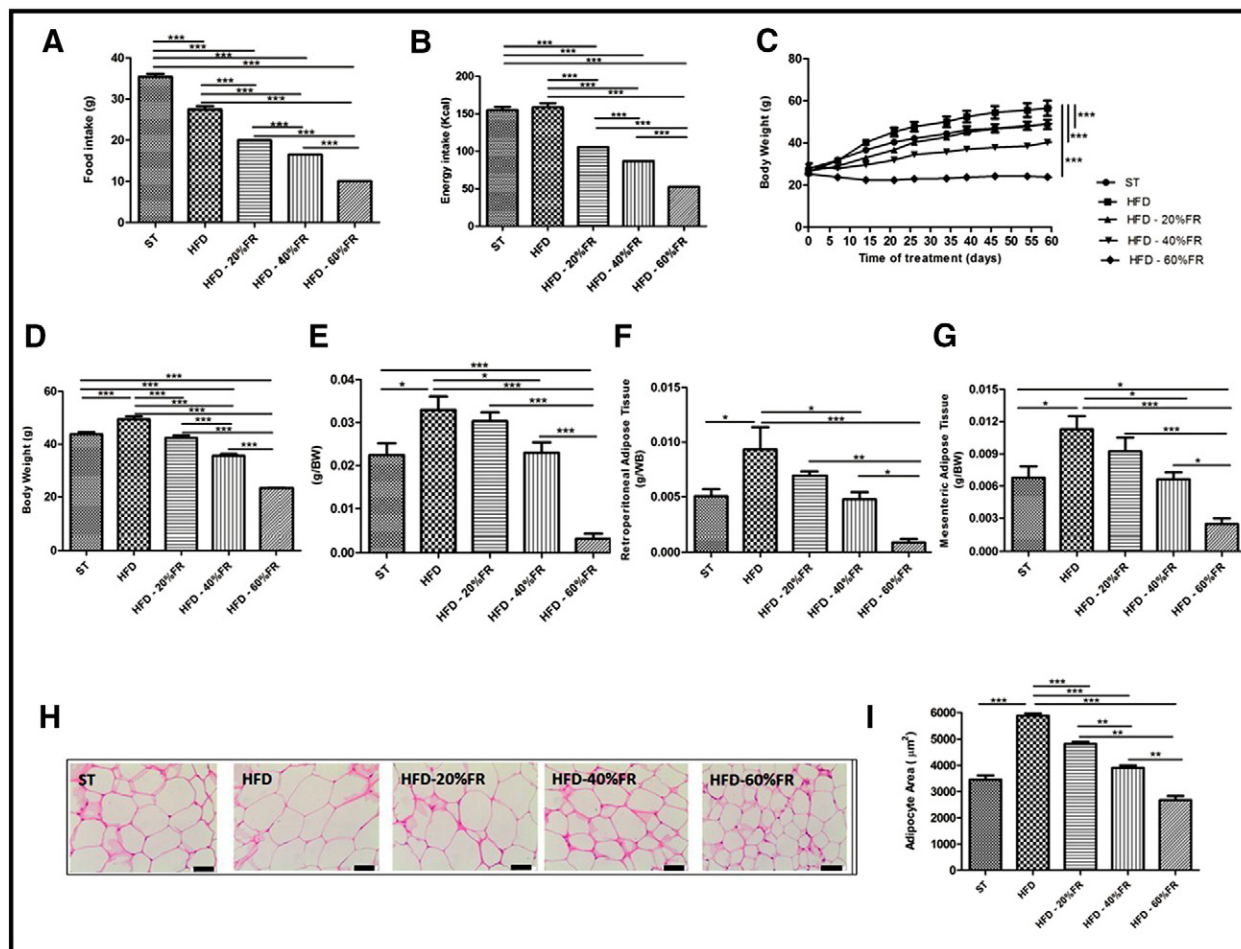 A
***
***
***
***
***
***
***
***
***
***
Food intake (g)
40
30
20
10
0
ST
HFD
HFD - 20%FR
HFD - 40%FR
HFD - 60%FR
B
***
***
***
***
***
***
***
***
***
Energy intake (Kcal)
200
150
100
50
0
ST
HFD
HFD - 20%FR
HFD - 40%FR
HFD - 60%FR
C
Body Weight (g)
80
60
40
20
0
0 5 10 15 20 25 30 35 40 45 50 55 60
Time of treatment (days)
***
***
***
ST
HFD
HFD - 20%FR
HFD - 40%FR
HFD - 60%FR
D
***
***
*** ***
***
***
***
***
***
Body Weight (g)
60
40
20
0
ST
HFD
HFD - 20%FR
HFD - 40%FR
HFD - 60%FR
E
***
* *
***
***
***
(g/BW)
0.04
0.03
0.02
0.01
0.00
ST
HFD
HFD - 20%FR
HFD - 40%FR
HFD - 60%FR
F
* *
***
**
*
Retroperitoneal Adipose Tissue
(g/WB)
0.015
0.010
0.005
0.000
ST
HFD
HFD - 20%FR
HFD - 40%FR
HFD - 60%FR
G
*
* *
***
***
*
Mesenteric Adipose Tissue
(g/BW)
0.015
0.012
0.009
0.006
0.003
0.000
ST
HFD
HFD - 20%FR
HFD - 40%FR
HFD - 60%FR
H
ST
HFD
HFD-20%FR
HFD-40%FR
HFD-60%FR
I
***
***
*** ***
**
**
**
Adipocyte Area ( µm²)
6000
5000
4000
3000
2000
1000
0
ST
HFD
HFD - 20%FR
HFD - 40%FR
HFD - 60%FR